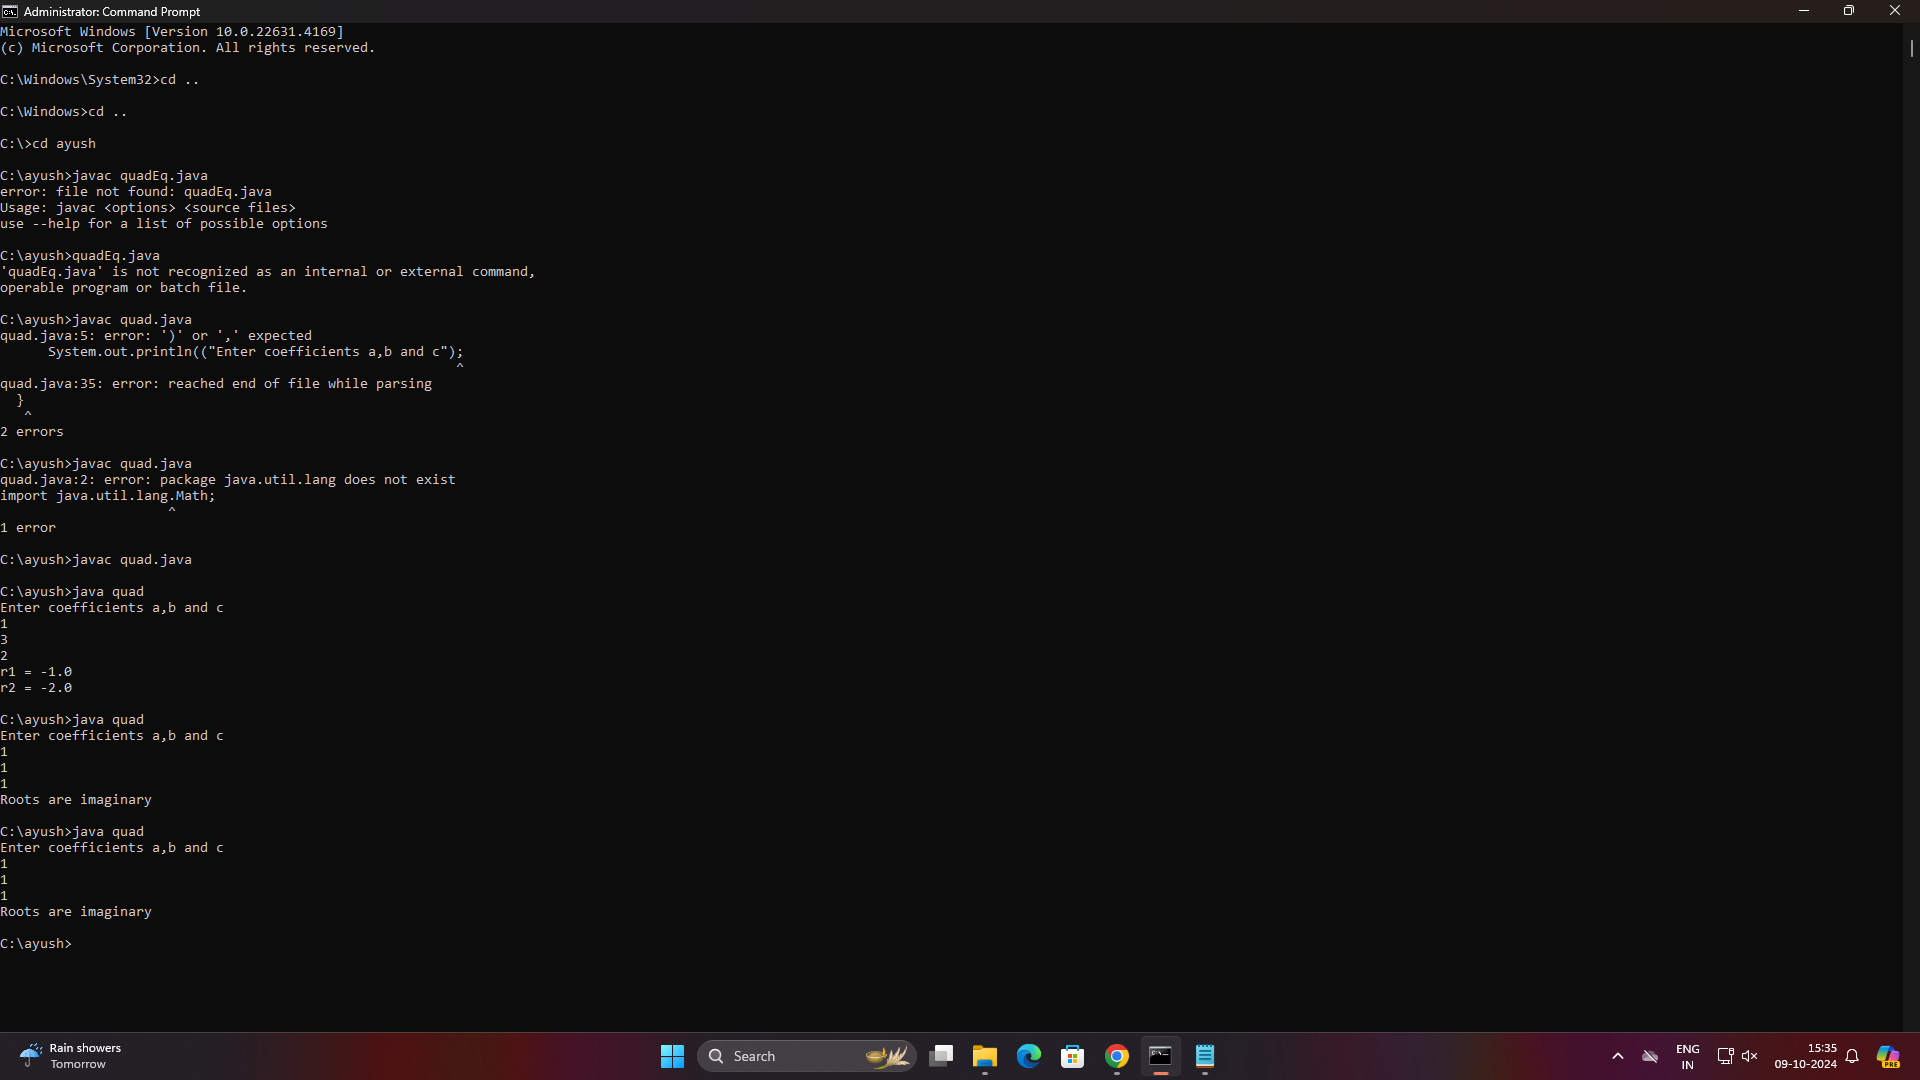 Administrator: Command Prompt
Microsoft Windows [Version 10.0.22631.4169]
(c) Microsoft Corporation. All rights reserved.
C:\Windows\System32>cd ..
C:\Windows>cd ..
C:\>cd ayush
C:\ayush>javac quadEq.java
error: file not found: quadEq.java
Usage: javac <options> <source files>
use --help for a list of possible options
C:\ayush>quadEq.java
'quadEq.java' is not recognized as an internal or external command,
operable program or batch file.
C:\ayush>javac quad.java
quad.java:5: error: ')' or ',' expected
      System.out.println(("Enter coefficients a,b and c");
                                                         ^
quad.java:35: error: reached end of file while parsing
  }
   ^
2 errors
C:\ayush>javac quad.java
quad.java:2: error: package java.util.lang does not exist
import java.util.lang.Math;
                     ^
1 error
C:\ayush>javac quad.java
C:\ayush>java quad
Enter coefficients a,b and c
1
3
2
r1 = -1.0
r2 = -2.0
C:\ayush>java quad
Enter coefficients a,b and c
1
1
1
Roots are imaginary
C:\ayush>java quad
Enter coefficients a,b and c
1
1
1
Roots are imaginary
C:\ayush>
Rain showers
Tomorrow
Search
ENG
IN
15:35
09-10-2024
PRE